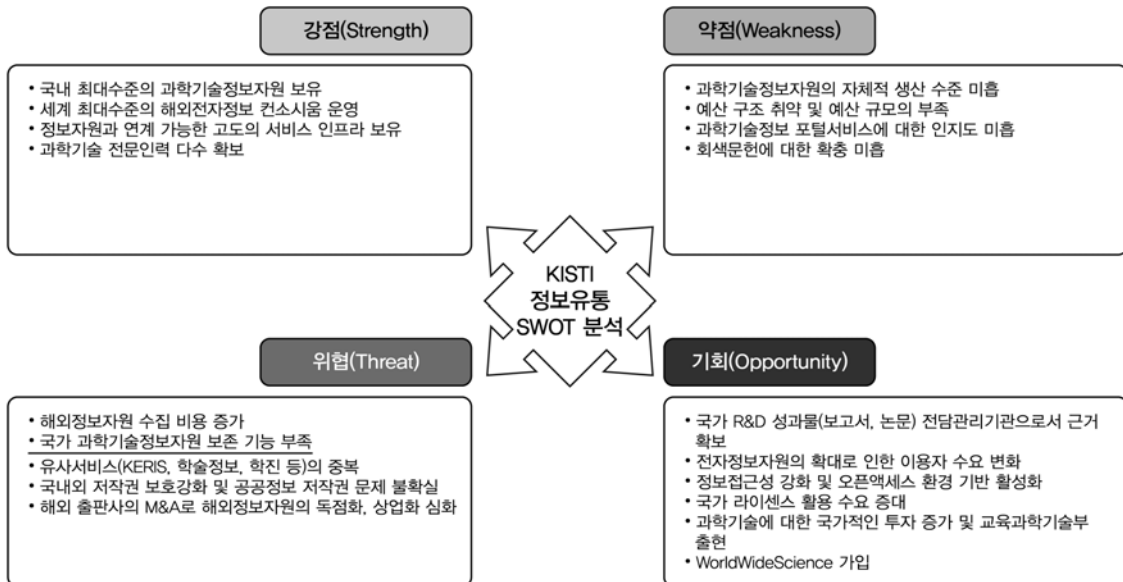 강점(Strength)
• 국내 최대수준의 과학기술정보자원 보유
• 세계 최대수준의 해외전자정보 컨소시움 운영
• 정보자원과 연계 가능한 고도의 서비스 인프라 보유
• 과학기술 전문인력 다수 확보
약점(Weakness)
• 과학기술정보자원의 자체적 생산 수준 미흡
• 예산 구조 취약 및 예산 규모의 부족
• 과학기술정보 포털서비스에 대한 인지도 미흡
• 회색문헌에 대한 확충 미흡
KISTI
정보유통
SWOT 분석
위협(Threat)
• 해외정보자원 수집 비용 증가
• 국가 과학기술정보자원 보존 기능 부족
• 유사서비스(KERIS, 학술정보, 학진 등)의 중복
• 국내외 저작권 보호강화 및 공공정보 저작권 문제 불확실
• 해외 출판사의 M&A로 해외정보자원의 독점화, 상업화 심화
기회(Opportunity)
• 국가 R&D 성과물(보고서, 논문) 전담관리기관으로서 근거
확보
• 전자정보자원의 확대로 인한 이용자 수요 변화
• 정보접근성 강화 및 오픈액세스 환경 기반 활성화
• 국가 라이센스 활용 수요 증대
• 과학기술에 대한 국가적인 투자 증가 및 교육과학기술부
출현
• WorldWideScience 가입